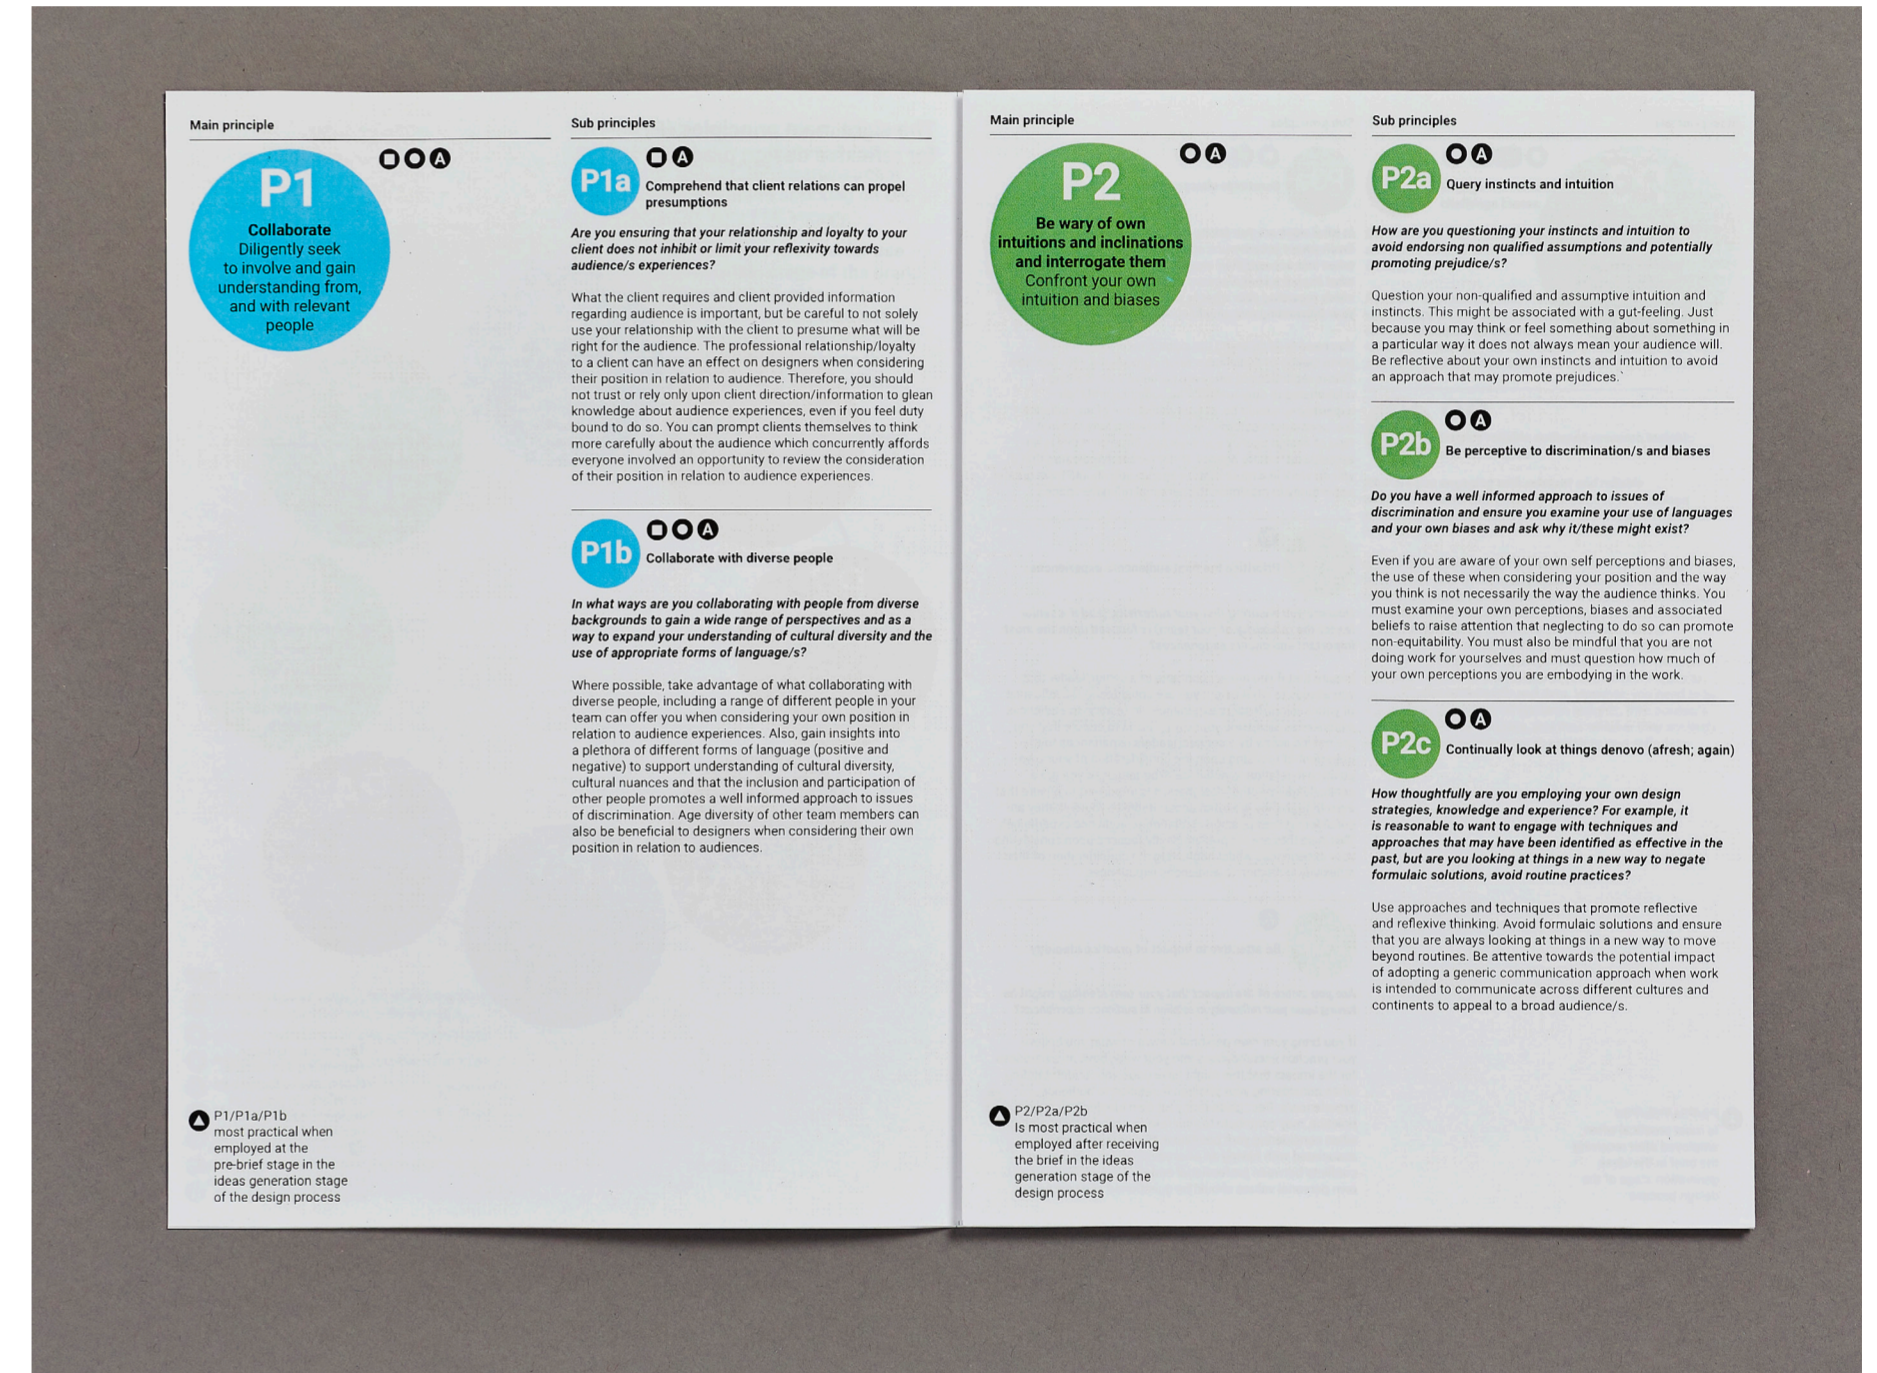 Main principle
P1
Collaborate
Diligently seek
to involve and gain
understanding from,
and with relevant
people
A
P1/P1a/P1b
most practical when
employed at the
pre-brief stage in the
ideas generation stage
of the design process
Sub principles
P1a
A
Comprehend that client relations can propel
presumptions
Are you ensuring that your relationship and loyalty to your
client does not inhibit or limit your reflexivity towards
audience/s experiences?
What the client requires and client provided information
regarding audience is important, but be careful to not solely
use your relationship with the client to presume what will be
right for the audience. The professional relationship/loyalty
to a client can have an effect on designers when considering
their position in relation to audience. Therefore, you should
not trust or rely only upon client direction/information to glean
knowledge about audience experiences, even if you feel duty
bound to do so. You can prompt clients themselves to think
more carefully about the audience which concurrently affords
everyone involved an opportunity to review the consideration
of their position in relation to audience experiences.
P1b
A
Collaborate with diverse people
In what ways are you collaborating with people from diverse
backgrounds to gain a wide range of perspectives and as a
way to expand your understanding of cultural diversity and the
use of appropriate forms of language/s?
Where possible, take advantage of what collaborating with
diverse people, including a range of different people in your
team can offer you when considering your own position in
relation to audience experiences. Also, gain insights into
a plethora of different forms of language (positive and
negative) to support understanding of cultural diversity,
cultural nuances and that the inclusion and participation of
other people promotes a well informed approach to issues
of discrimination. Age diversity of other team members can
also be beneficial to designers when considering their own
position in relation to audiences.
Main principle
P2
Be wary of own
intuitions and inclinations
and interrogate them
Confront your own
intuition and biases
A
P2/P2a/P2b
Is most practical when
employed after receiving
the brief in the ideas
generation stage of the
design process
Sub principles
P2a
A
Query instincts and intuition
How are you questioning your instincts and intuition to
avoid endorsing non qualified assumptions and potentially
promoting prejudice/s?
Question your non-qualified and assumptive intuition and
instincts. This might be associated with a gut-feeling. Just
because you may think or feel something about something in
a particular way it does not always mean your audience will.
Be reflective about your own instincts and intuition to avoid
an approach that may promote prejudices.`
P2b
A
Be perceptive to discrimination/s and biases
Do you have a well informed approach to issues of
discrimination and ensure you examine your use of languages
and your own biases and ask why it/these might exist?
Even if you are aware of your own self perceptions and biases,
the use of these when considering your position and the way
you think is not necessarily the way the audience thinks. You
must examine your own perceptions, biases and associated
beliefs to raise attention that neglecting to do so can promote
non-equitability. You must also be mindful that you are not
doing work for yourselves and must question how much of
your own perceptions you are embodying in the work.
P2c
A
Continually look at things denovo (afresh; again)
How thoughtfully are you employing your own design
strategies, knowledge and experience? For example, it
is reasonable to want to engage with techniques and
approaches that may have been identified as effective in the
past, but are you looking at things in a new way to negate
formulaic solutions, avoid routine practices?
Use approaches and techniques that promote reflective
and reflexive thinking. Avoid formulaic solutions and ensure
that you are always looking at things in a new way to move
beyond routines. Be attentive towards the potential impact
of adopting a generic communication approach when work
is intended to communicate across different cultures and
continents to appeal to a broad audience/s.